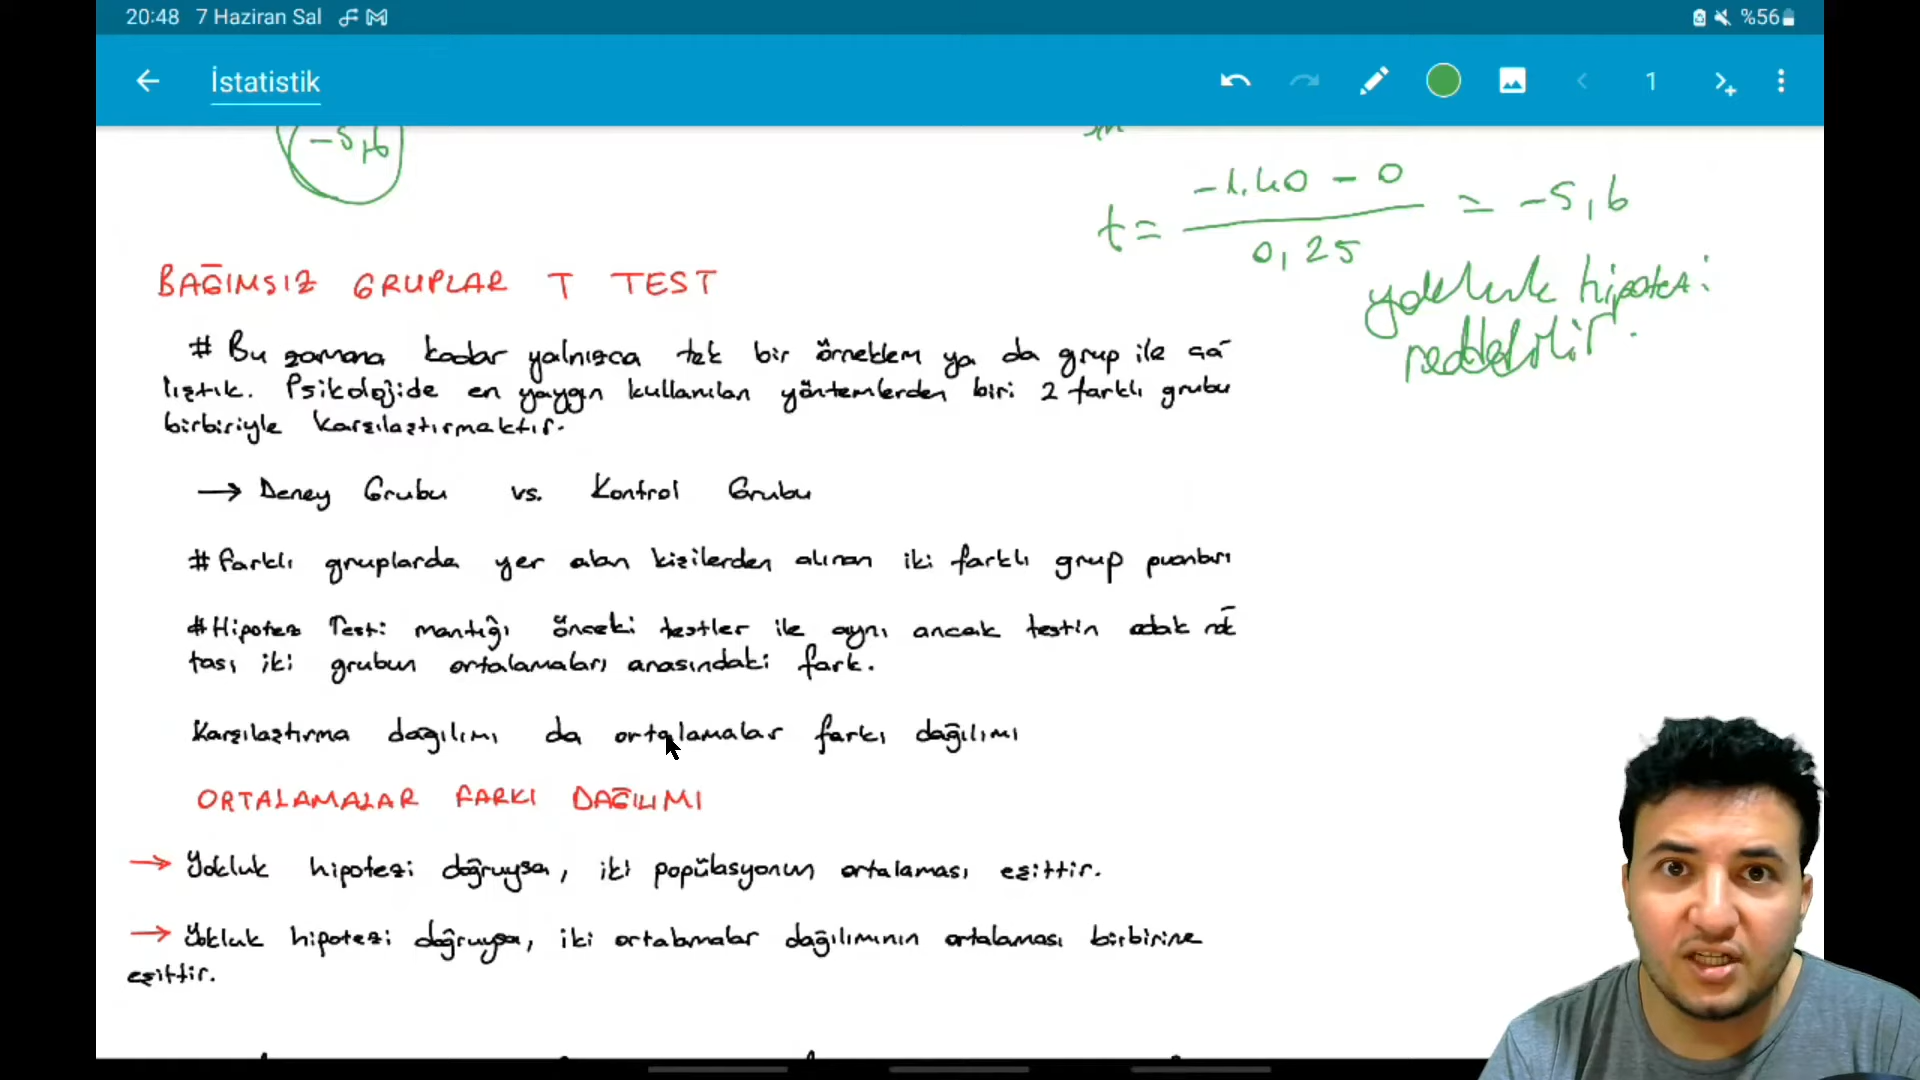 20:48 7 Haziran Sal
%56
İstatistik
1
-5,6
t = -1.40 - 0 / 0,25 = -5,6
yokluk hipotezi
reddedilir.
BAĞIMSIZ GRUPLAR T TEST
# Bu zamana kadar yalnızca tek bir örneklem ya da grup ile ça-
lıştık. Psikolojide en yaygın kullanılan yöntemlerden biri 2 farklı grubu
birbiriyle karşılaştırmaktır.
→ Deney Grubu vs. Kontrol Grubu
# Farklı gruplarda yer alan kişilerden alınan iki farklı grup puanları
# Hipotez Testi mantığı önceki testler ile aynı ancak testin odak nok-
tası iki grubun ortalamaları arasındaki fark.
Karşılaştırma dağılımı da ortalamalar farkı dağılımı
ORTALAMALAR FARKI DAĞILIMI
→ Yokluk hipotezi doğruysa, iki popülasyonun ortalaması eşittir.
→ Yokluk hipotezi doğruysa, iki ortalamalar dağılımının ortalaması birbirine
eşittir.